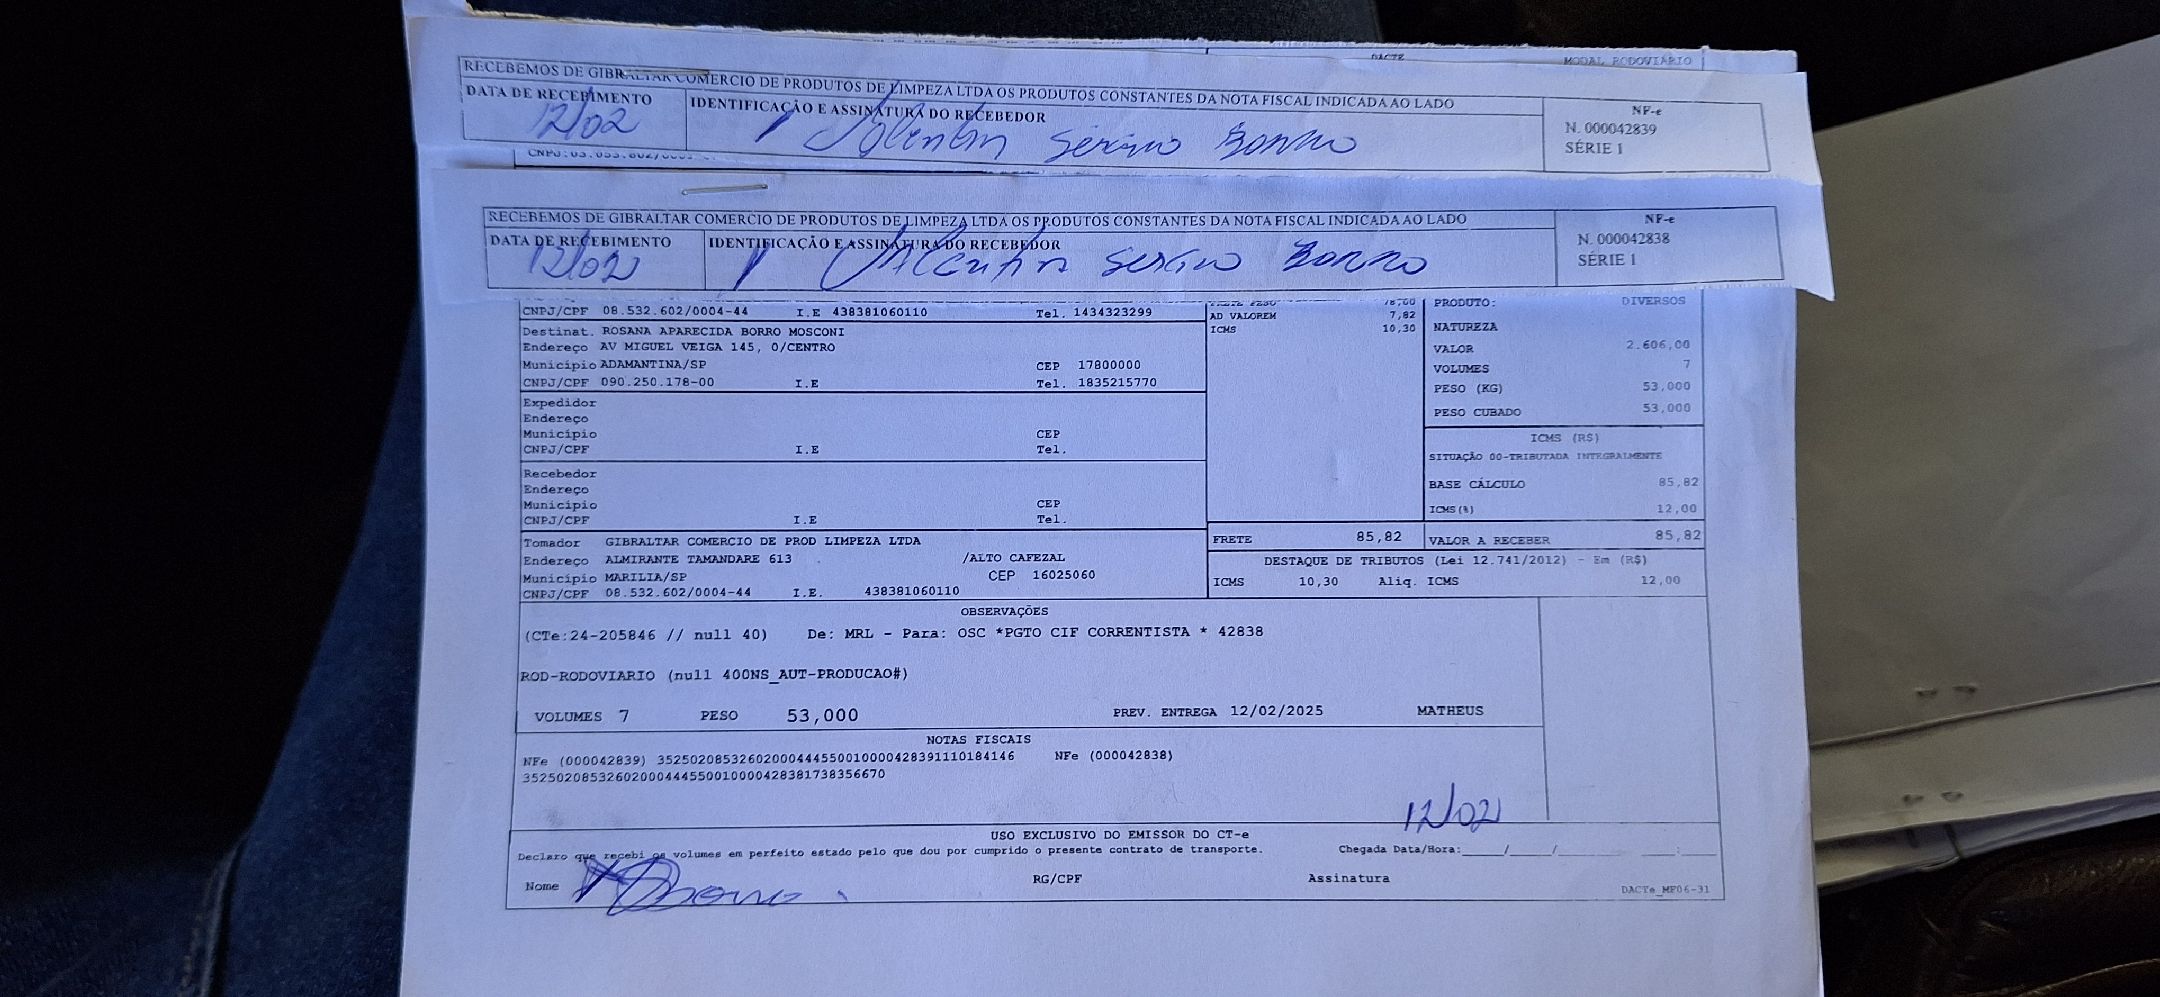 DACTE MODAL RODOVIÁRIO
RECEBEMOS DE GIBRALTAR COMERCIO DE PRODUTOS DE LIMPEZA LTDA OS PRODUTOS CONSTANTES DA NOTA FISCAL INDICADA AO LADO
DATA DE RECEBIMENTO IDENTIFICAÇÃO E ASSINATURA DO RECEBEDOR
12/02
NF-e
N. 000042839
SÉRIE 1
RECEBEMOS DE GIBRALTAR COMERCIO DE PRODUTOS DE LIMPEZA LTDA OS PRODUTOS CONSTANTES DA NOTA FISCAL INDICADA AO LADO
DATA DE RECEBIMENTO IDENTIFICAÇÃO E ASSINATURA DO RECEBEDOR
12/02
NF-e
N. 000042838
SÉRIE 1
CNPJ/CPF 08.532.602/0004-44 I.E 438381060110 Tel. 1434323299
Destinat. ROSANA APARECIDA BORRO MOSCONI
Endereço AV MIGUEL VEIGA 145, 0/CENTRO
Município ADAMANTINA/SP CEP 17800000
CNPJ/CPF 090.250.178-00 I.E Tel. 1835215770
Expedidor
Endereço
Município CEP
CNPJ/CPF I.E Tel.
Recebedor
Endereço
Município CEP
CNPJ/CPF I.E Tel.
Tomador GIBRALTAR COMERCIO DE PROD LIMPEZA LTDA
Endereço ALMIRANTE TAMANDARE 613 /ALTO CAFEZAL
Município MARILIA/SP CEP 16025060
CNPJ/CPF 08.532.602/0004-44 I.E. 438381060110
FRETE PESO 78,00
AD VALOREM 7,82
ICMS 10,30
PRODUTO: DIVERSOS
NATUREZA
VALOR 2.606,00
VOLUMES 7
PESO (KG) 53,000
PESO CUBADO 53,000
ICMS (R$)
SITUAÇÃO 00-TRIBUTADA INTEGRALMENTE
BASE CÁLCULO 85,82
ICMS(%) 12,00
FRETE 85,82 VALOR A RECEBER 85,82
DESTAQUE DE TRIBUTOS (Lei 12.741/2012) - Em (R$)
ICMS 10,30 Aliq. ICMS 12,00
OBSERVAÇÕES
(CTe:24-205846 // null 40) De: MRL - Para: OSC *PGTO CIF CORRENTISTA * 42838
ROD-RODOVIARIO (null 400NS_AUT-PRODUCAO#)
VOLUMES 7 PESO 53,000 PREV. ENTREGA 12/02/2025 MATHEUS
NOTAS FISCAIS
NFe (000042839) 35250208532602000444550010000428391110184146 NFe (000042838)
35250208532602000444550010000428381738356670
12/02
USO EXCLUSIVO DO EMISSOR DO CT-e
Declaro que recebi os volumes em perfeito estado pelo que dou por cumprido o presente contrato de transporte. Chegada Data/Hora:____/____/________ ____:____
Nome RG/CPF Assinatura
DACTe_MF06-31